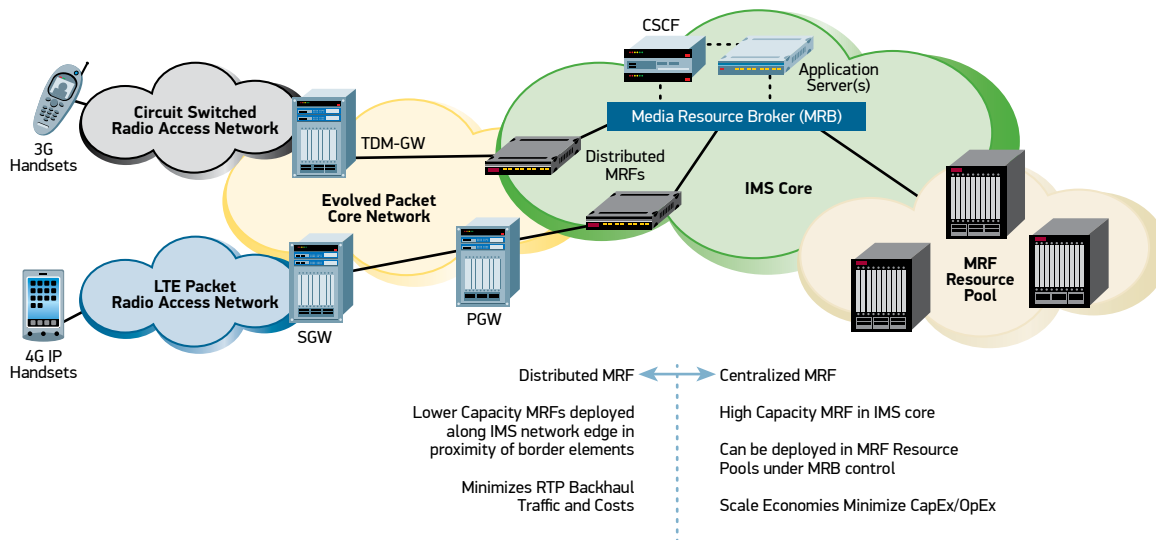 CSCF
Application
Server(s)
Media Resource Broker (MRB)
3G
Handsets
Circuit Switched
Radio Access Network
TDM-GW
Distributed
MRFs
IMS Core
Evolved Packet
Core Network
MRF
Resource
Pool
4G IP
Handsets
LTE Packet
Radio Access Network
SGW
PGW
Distributed MRF
Lower Capacity MRFs deployed
along IMS network edge in
proximity of border elements
Minimizes RTP Backhaul
Traffic and Costs
Centralized MRF
High Capacity MRF in IMS core
Can be deployed in MRF Resource
Pools under MRB control
Scale Economies Minimize CapEx/OpEx